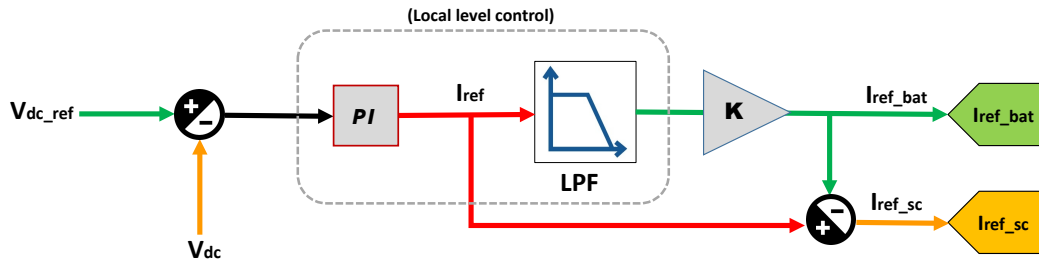 (Local level control)
Vdc_ref
+
-
PI
Iref
LPF
K
Iref_bat
Iref_bat
Vdc
-
+
Iref_sc
Iref_sc